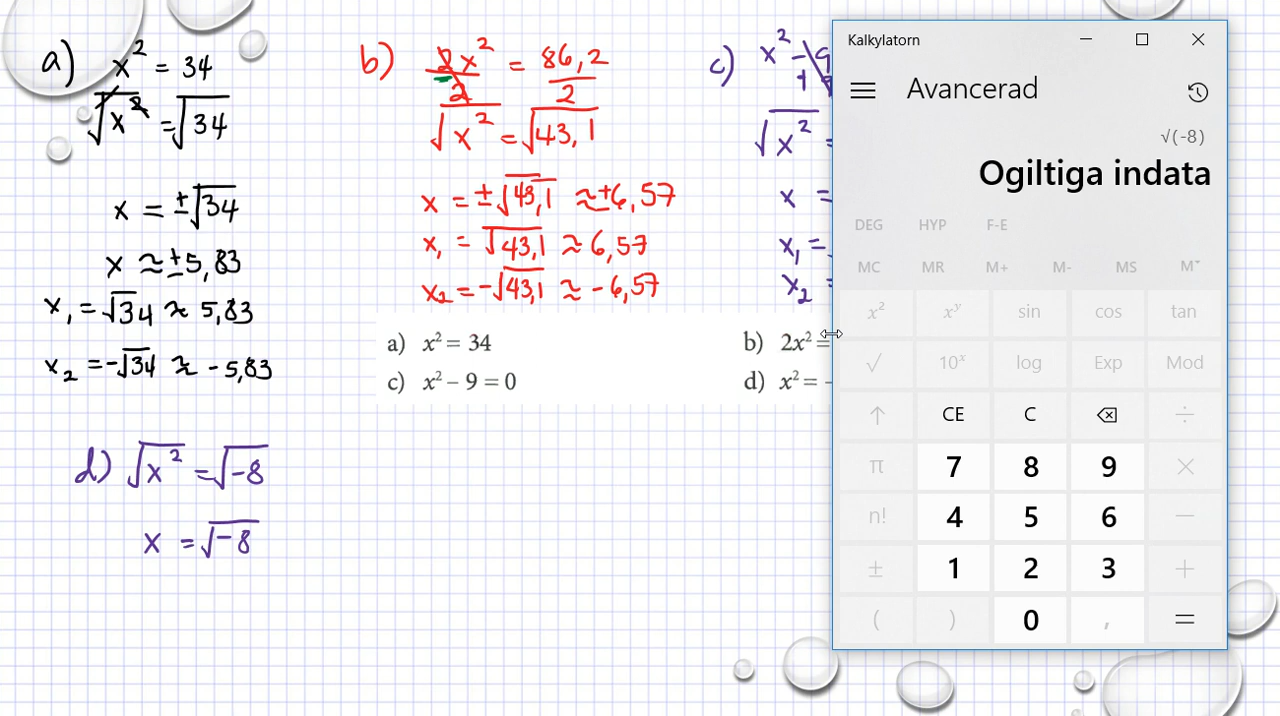 a) x² = 34
√x² = √34
x = ±√34
x ≈ ±5,83
x₁ = √34 ≈ 5,83
x₂ = -√34 ≈ -5,83
b) 2x²/2 = 86,2/2
√x² = √43,1
x = ±√43,1 ≈ ±6,57
x₁ = √43,1 ≈ 6,57
x₂ = -√43,1 ≈ -6,57
c) x² - 9
+
√x² =
x =
x₁ =
x₂ =
a) x² = 34
b) 2x² =
c) x² – 9 = 0
d) x² = -
d) √x² = √-8
x = √-8
Kalkylatorn
Avancerad
√(-8)
Ogiltiga indata
DEG HYP F-E
MC MR M+ M- MS M▾
x² xʸ sin cos tan
√ 10ˣ log Exp Mod
↑ CE C ⌫ ÷
π 7 8 9 ×
n! 4 5 6 −
± 1 2 3 +
( ) 0 , =